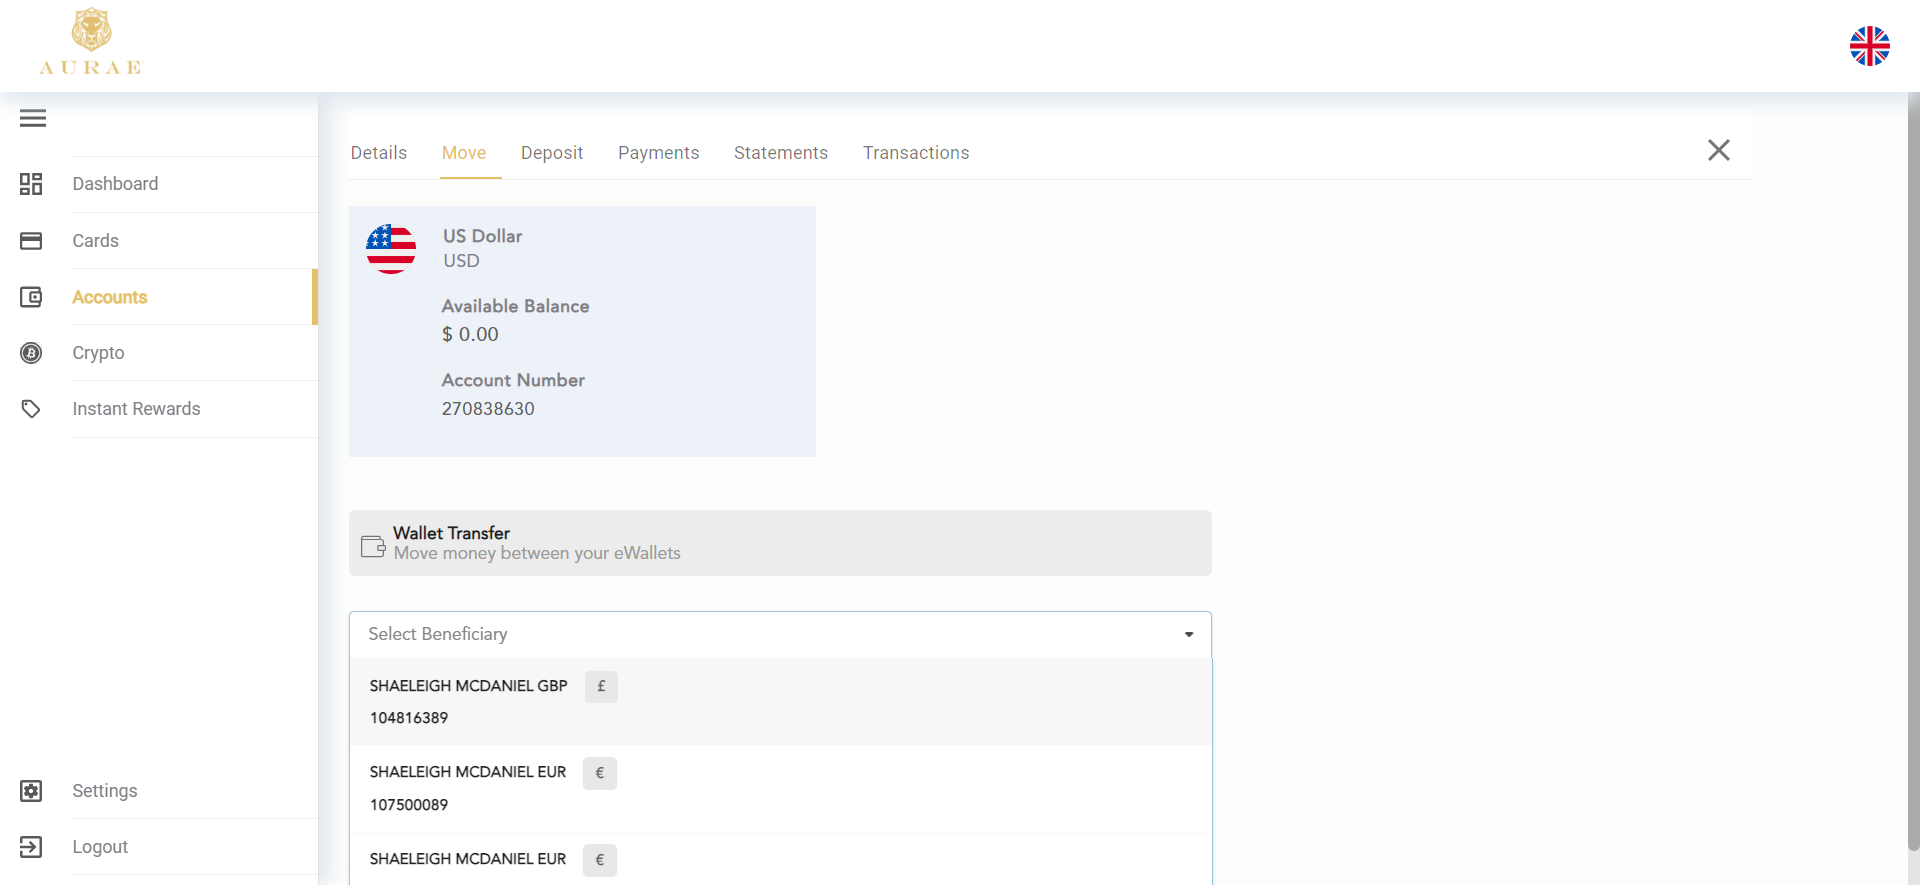 AURAE
Details
Move
Deposit
Payments
Statements
Transactions
Dashboard
Cards
Accounts
Crypto
Instant Rewards
Settings
Logout
US Dollar
USD
Available Balance
$ 0.00
Account Number
270838630
Wallet Transfer
Move money between your eWallets
Select Beneficiary
SHAELEIGH MCDANIEL GBP £
104816389
SHAELEIGH MCDANIEL EUR €
107500089
SHAELEIGH MCDANIEL EUR €